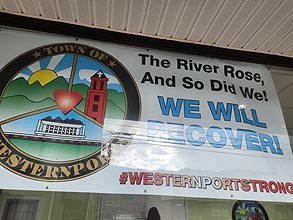 TOWN OF
WESTERNPORT
The River Rose,
And So Did We!
WE WILL
RECOVER!
#WESTERNPORTSTRONG